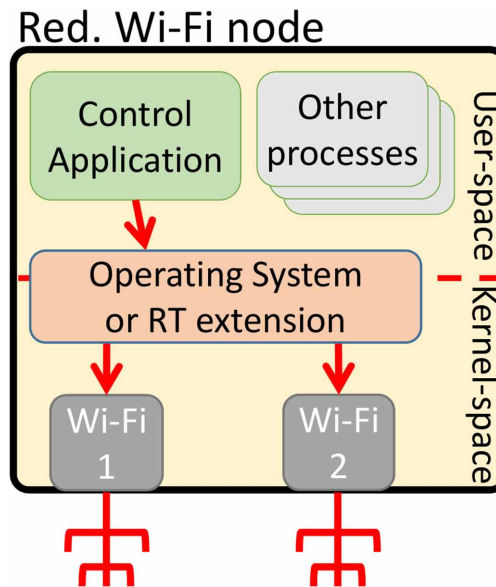 Red. Wi-Fi node
Control
Application
Other
processes
User-space
Operating System
or RT extension
Kernel-space
Wi-Fi
1
Wi-Fi
2